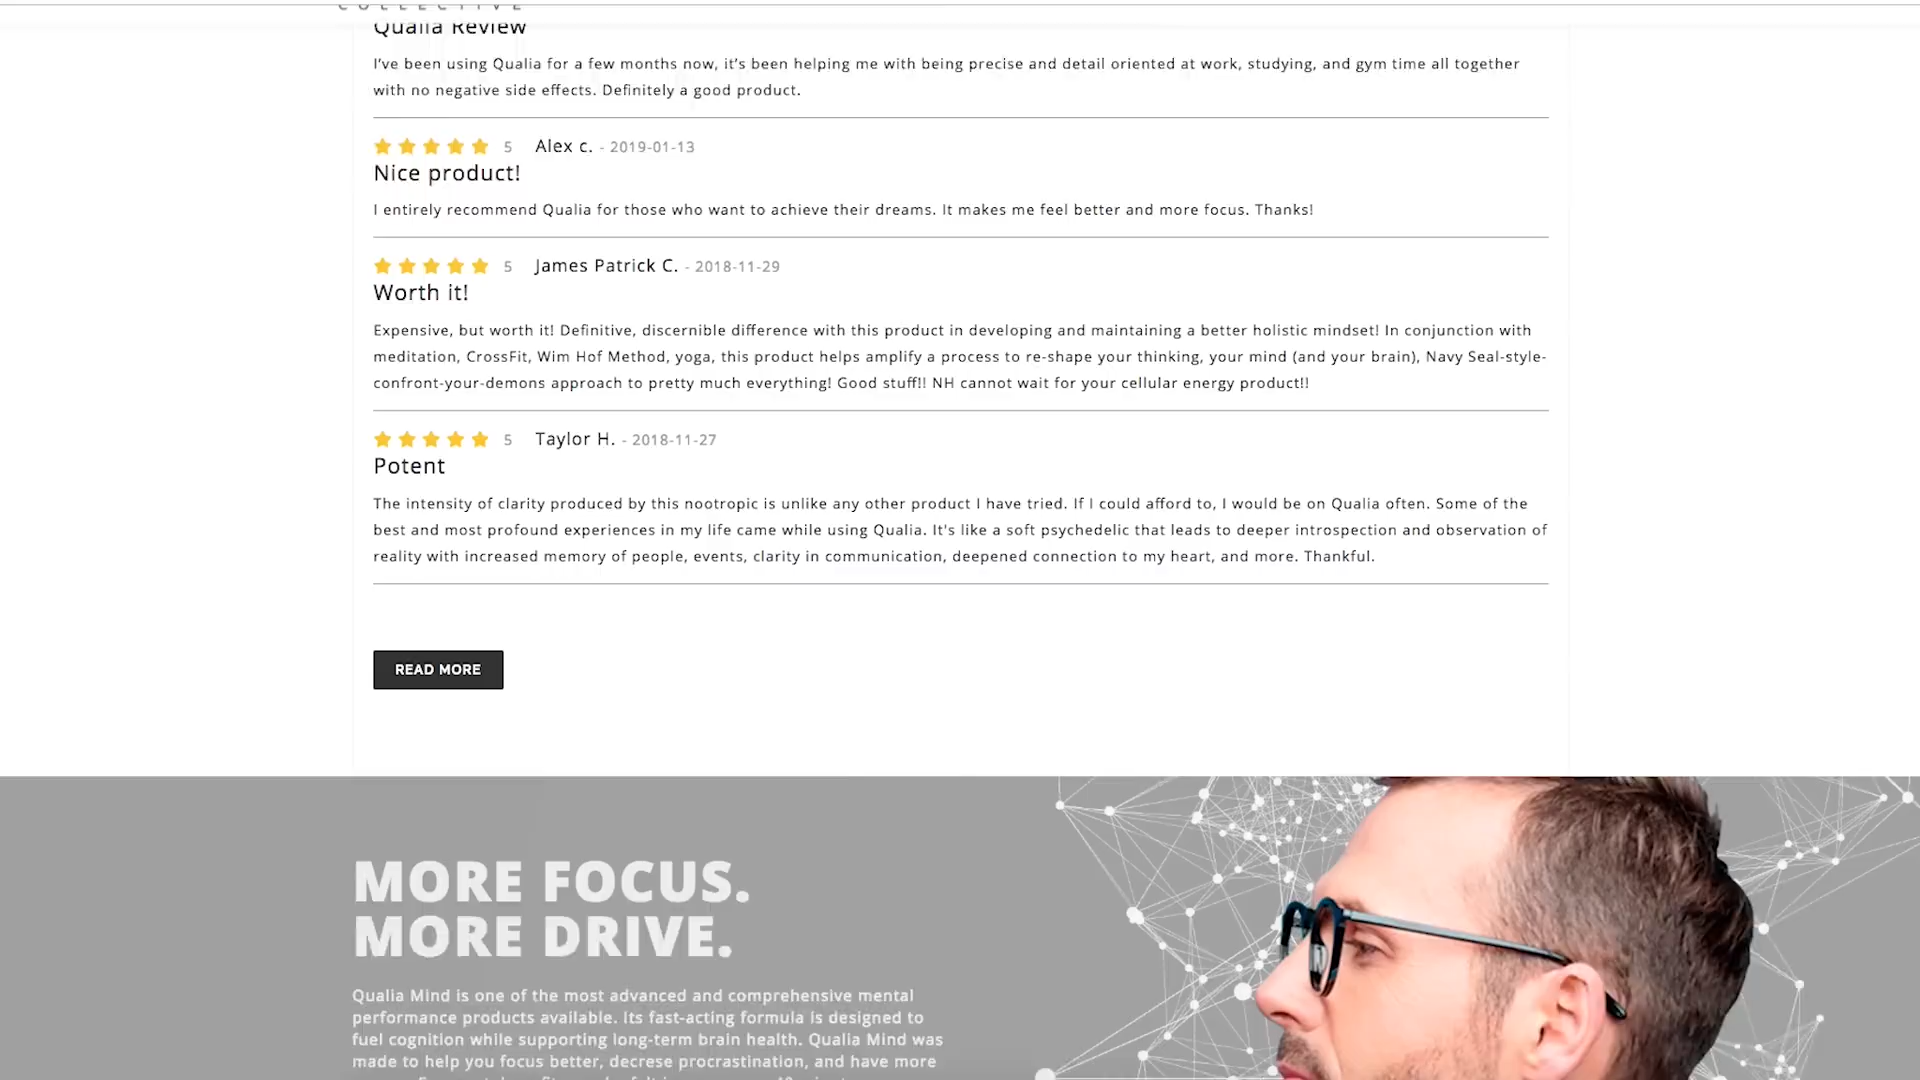 COLLECTIVE
Qualia Review
I've been using Qualia for a few months now, it's been helping me with being precise and detail oriented at work, studying, and gym time all together
with no negative side effects. Definitely a good product.
5 Alex c. - 2019-01-13
Nice product!
I entirely recommend Qualia for those who want to achieve their dreams. It makes me feel better and more focus. Thanks!
5 James Patrick C. - 2018-11-29
Worth it!
Expensive, but worth it! Definitive, discernible difference with this product in developing and maintaining a better holistic mindset! In conjunction with
meditation, CrossFit, Wim Hof Method, yoga, this product helps amplify a process to re-shape your thinking, your mind (and your brain), Navy Seal-style-
confront-your-demons approach to pretty much everything! Good stuff!! NH cannot wait for your cellular energy product!!
5 Taylor H. - 2018-11-27
Potent
The intensity of clarity produced by this nootropic is unlike any other product I have tried. If I could afford to, I would be on Qualia often. Some of the
best and most profound experiences in my life came while using Qualia. It's like a soft psychedelic that leads to deeper introspection and observation of
reality with increased memory of people, events, clarity in communication, deepened connection to my heart, and more. Thankful.
READ MORE
MORE FOCUS.
MORE DRIVE.
Qualia Mind is one of the most advanced and comprehensive mental
performance products available. Its fast-acting formula is designed to
fuel cognition while supporting long-term brain health. Qualia Mind was
made to help you focus better, decrese procrastination, and have more